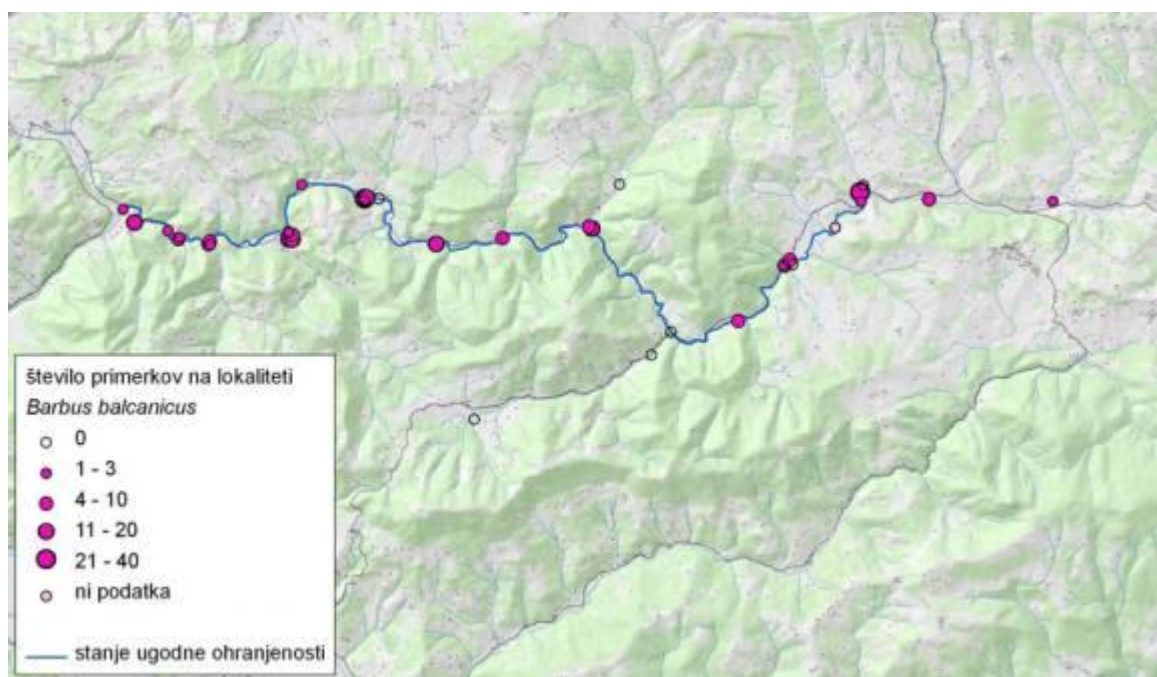 število primerkov na lokaliteti
Barbus balcanicus
0
1 - 3
4 - 10
11 - 20
21 - 40
ni podatka
stanje ugodne ohranjenosti